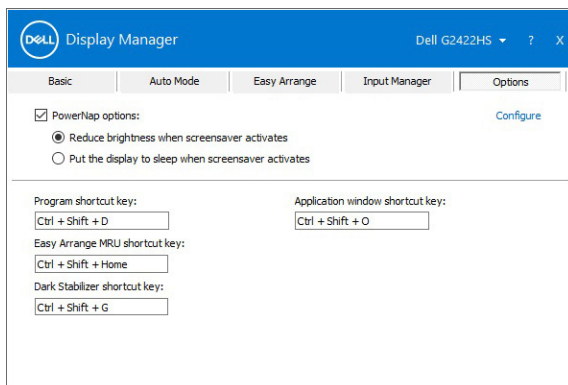 DELL Display Manager Dell G2422HS ? X
Basic Auto Mode Easy Arrange Input Manager Options
PowerNap options: Configure
Reduce brightness when screensaver activates
Put the display to sleep when screensaver activates
Program shortcut key: Application window shortcut key:
Ctrl + Shift + D Ctrl + Shift + O
Easy Arrange MRU shortcut key:
Ctrl + Shift + Home
Dark Stabilizer shortcut key:
Ctrl + Shift + G